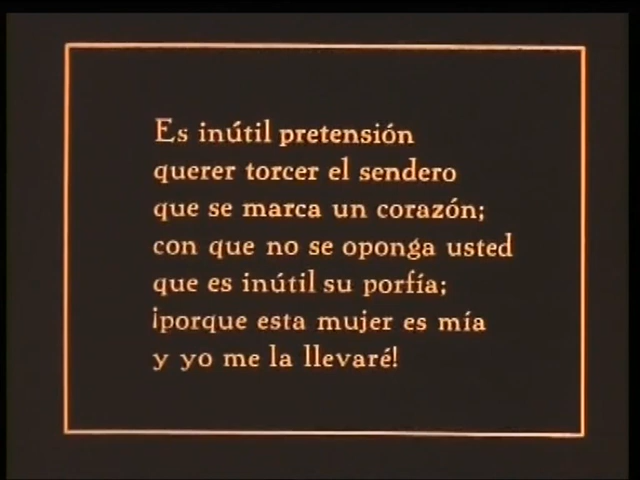 Es inútil pretensión
querer torcer el sendero
que se marca un corazón;
con que no se oponga usted
que es inútil su porfía;
¡porque esta mujer es mía
y yo me la llevaré!